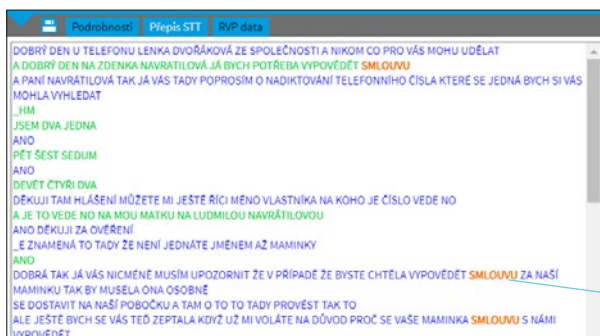 Podrobnosti Přepis STT RVP data
DOBRÝ DEN U TELEFONU LENKA DVOŘÁKOVÁ ZE SPOLEČNOSTI A NIKOM CO PRO VÁS MOHU UDĚLAT
A DOBRÝ DEN NA ZDENKA NAVRATILOVÁ JÁ BYCH POTŘEBA VYPOVĚDĚT SMLOUVU
A PANÍ NAVRÁTILOVÁ TAK JÁ VÁS TADY POPROSÍM O NADIKTOVÁNÍ TELEFONNÍHO ČÍSLA KTERÉ SE JEDNÁ BYCH SI VÁS
MOHLA VYHLEDAT
_HM
JSEM DVA JEDNA
ANO
PĚT ŠEST SEDUM
ANO
DEVĚT ČTYŘI DVA
DĚKUJI TAM HLÁŠENÍ MŮŽETE MI JEŠTĚ ŘÍCI MÉNO VLASTNÍKA NA KOHO JE ČÍSLO VEDE NO
A JE TO VEDE NO NA MOU MATKU NA LUDMILOU NAVRÁTILOVOU
ANO DĚKUJI ZA OVĚŘENÍ
_E ZNAMENÁ TO TADY ŽE NENÍ JEDNÁTE JMÉNEM AŽ MAMINKY
ANO
DOBRÁ TAK JÁ VÁS NICMÉNĚ MUSÍM UPOZORNIT ŽE V PŘÍPADĚ ŽE BYSTE CHTĚLA VYPOVĚDĚT SMLOUVU ZA NAŠÍ
MAMINKU TAK BY MUSELA ONA OSOBNĚ
SE DOSTAVIT NA NAŠÍ POBOČKU A TAM O TO TO TADY PROVÉST TAK TO
ALE JEŠTĚ BYCH SE VÁS TEĎ ZEPTALA KDYŽ UŽ MI VOLÁTE NA DŮVOD PROČ SE VAŠE MAMINKA SMLOUVU S NÁMI
VYPOVĚDĚT